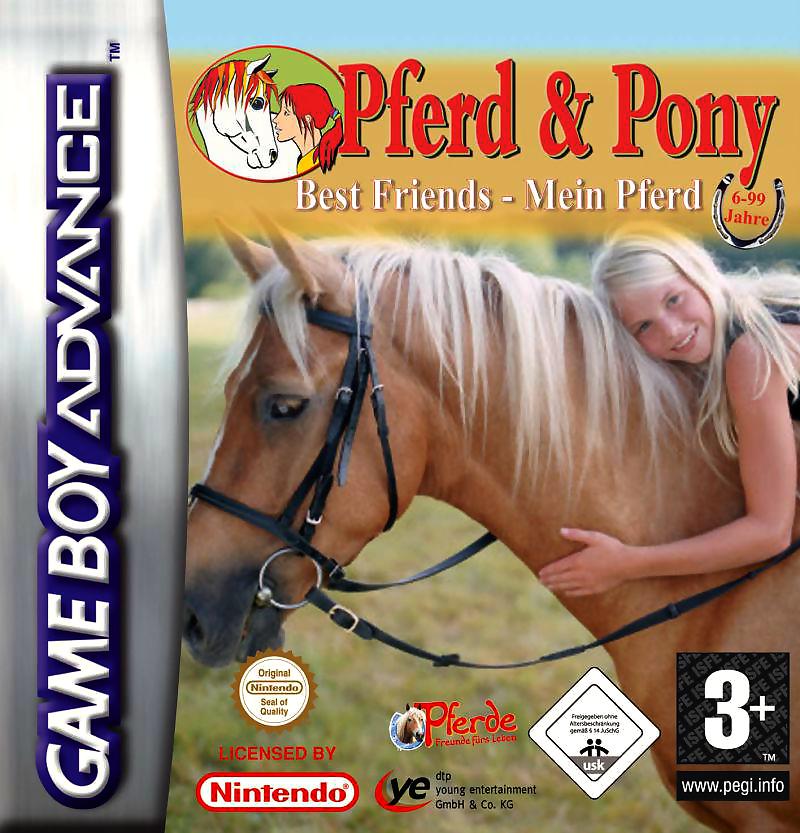 GAME BOY ADVANCE
TM
Pferd & Pony
Best Friends - Mein Pferd
6-99
Jahre
Original
Nintendo
Seal of
Quality
LICENSED BY
Nintendo®
Pferde
Freunde fürs Leben
ye
dtp
young entertainment
GmbH & Co. KG
Freigegeben ohne
Altersbeschränkung
gemäß § 14 JuSchG
usk
ISFE
3+
TM
www.pegi.info